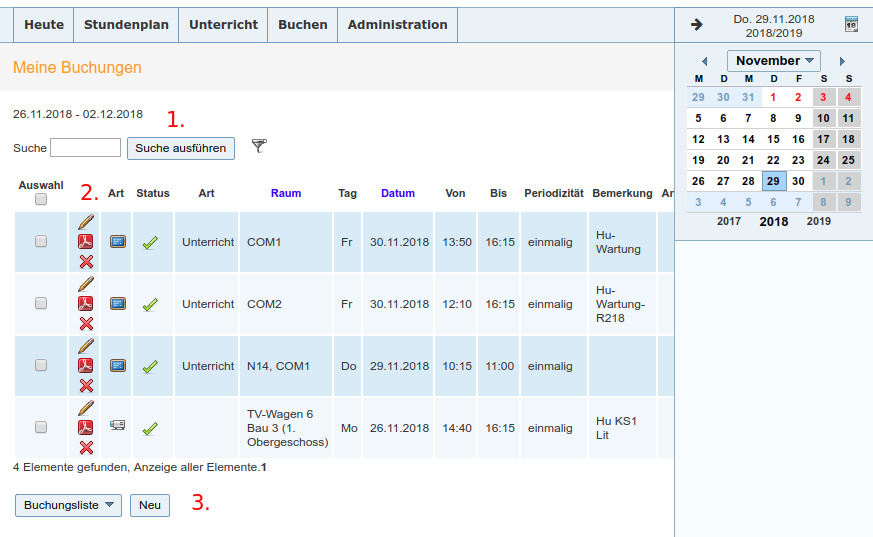 Heute Stundenplan Unterricht Buchen Administration
Do. 29.11.2018
2018/2019
Meine Buchungen
November
M D M D F S S
29 30 31 1 2 3 4
5 6 7 8 9 10 11
12 13 14 15 16 17 18
19 20 21 22 23 24 25
26 27 28 29 30 1 2
3 4 5 6 7 8 9
2017 2018 2019
26.11.2018 - 02.12.2018
1.
Suche Suche ausführen
Auswahl 2. Art Status Art Raum Tag Datum Von Bis Periodizität Bemerkung An
Unterricht COM1 Fr 30.11.2018 13:50 16:15 einmalig Hu-
Wartung
Unterricht COM2 Fr 30.11.2018 12:10 16:15 einmalig Hu-
Wartung-
R218
Unterricht N14, COM1 Do 29.11.2018 10:15 11:00 einmalig
TV-Wagen 6
Bau 3 (1.
Obergeschoss) Mo 26.11.2018 14:40 16:15 einmalig Hu KS1
Lit
4 Elemente gefunden, Anzeige aller Elemente.1
Buchungsliste Neu 3.